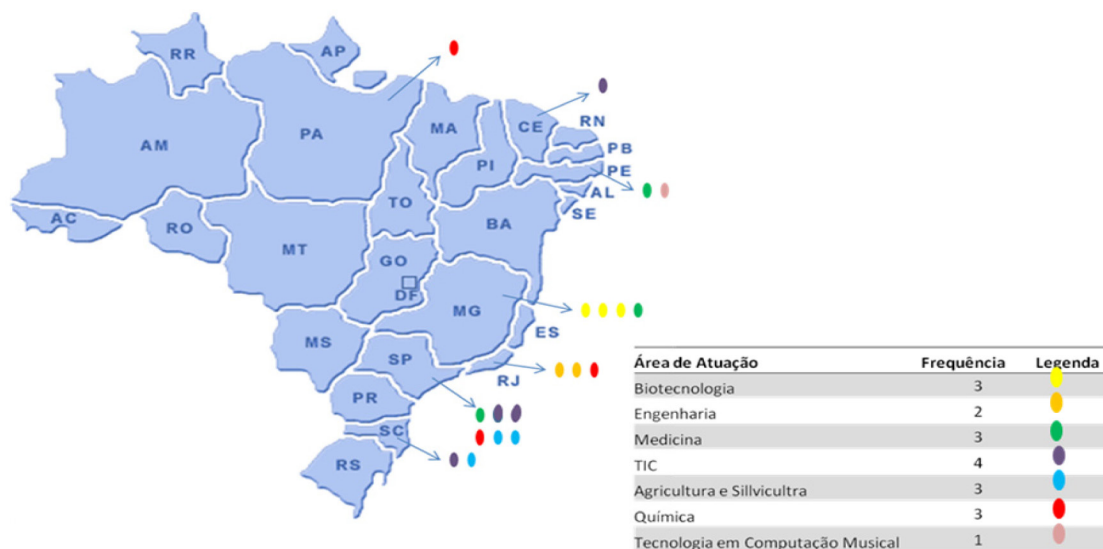 RR
AP
AM
PA
MA
CE
RN
PB
PI
PE
AL
SE
AC
RO
TO
BA
MT
GO
DF
MG
ES
MS
SP
RJ
PR
SC
RS
Área de Atuação Frequência Legenda
Biotecnologia 3
Engenharia 2
Medicina 3
TIC 4
Agricultura e Sillvicultra 3
Química 3
Tecnologia em Computação Musical 1